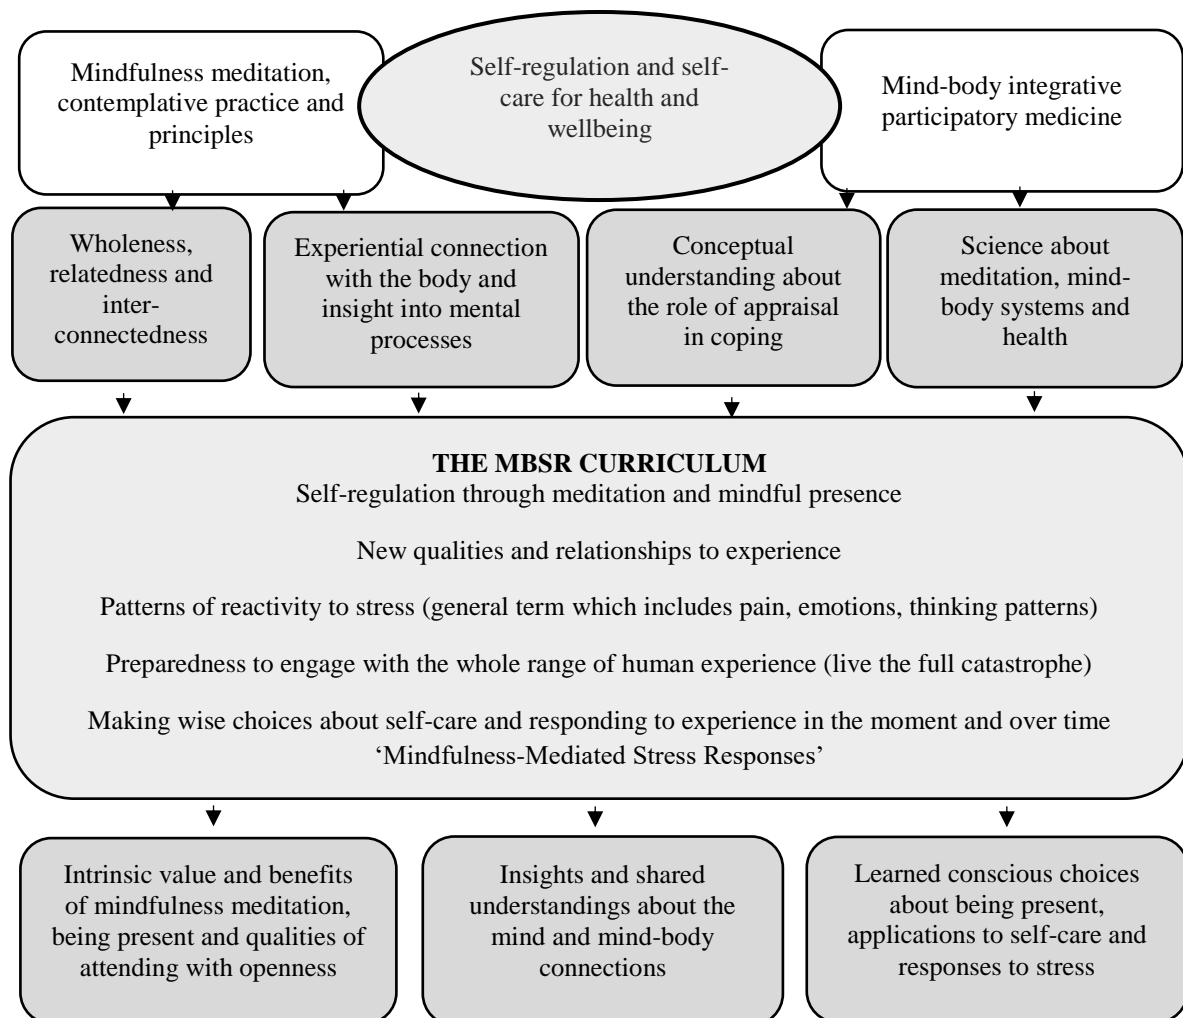 Mindfulness meditation,
contemplative practice and
principles
Self-regulation and self-
care for health and
wellbeing
Mind-body integrative
participatory medicine
Wholeness,
relatedness and
inter-
connectedness
Experiential connection
with the body and
insight into mental
processes
Conceptual
understanding about
the role of appraisal
in coping
Science about
meditation, mind-
body systems and
health
THE MBSR CURRICULUM
Self-regulation through meditation and mindful presence
New qualities and relationships to experience
Patterns of reactivity to stress (general term which includes pain, emotions, thinking patterns)
Preparedness to engage with the whole range of human experience (live the full catastrophe)
Making wise choices about self-care and responding to experience in the moment and over time
‘Mindfulness-Mediated Stress Responses’
Intrinsic value and benefits
of mindfulness meditation,
being present and qualities of
attending with openness
Insights and shared
understandings about the
mind and mind-body
connections
Learned conscious choices
about being present,
applications to self-care and
responses to stress